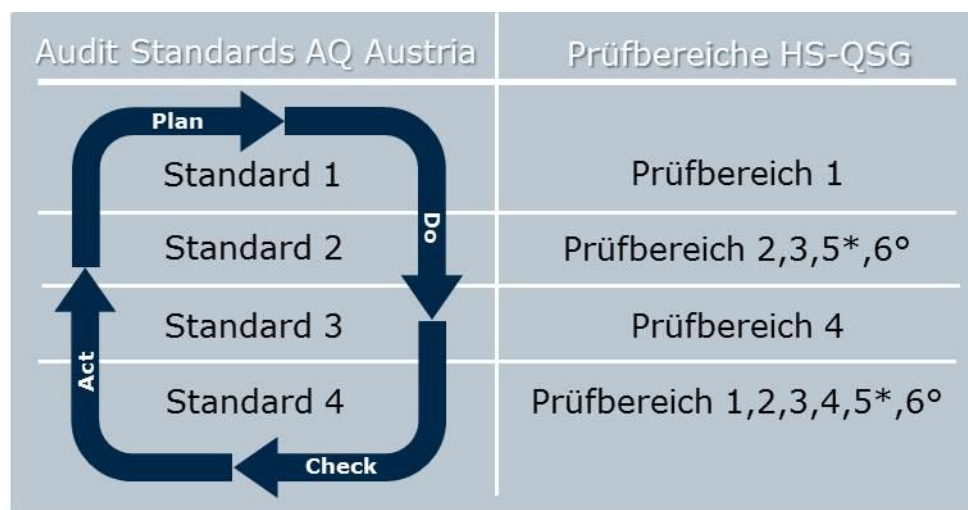 Audit Standards AQ Austria
Prüfbereiche HS-QSG
Plan
Standard 1
Prüfbereich 1
Do
Standard 2
Prüfbereich 2,3,5*,6°
Standard 3
Prüfbereich 4
Act
Standard 4
Prüfbereich 1,2,3,4,5*,6°
Check